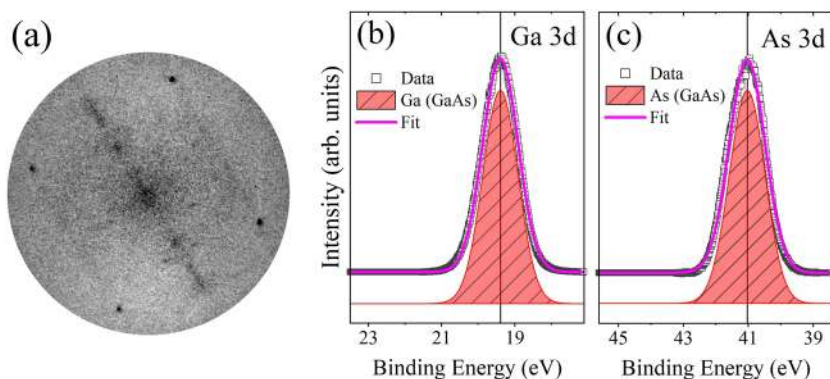 (a)
(b)
Ga 3d
Data
Ga (GaAs)
Fit
Intensity (arb. units)
23
21
19
Binding Energy (eV)
(c)
As 3d
Data
As (GaAs)
Fit
45
43
41
39
Binding Energy (eV)